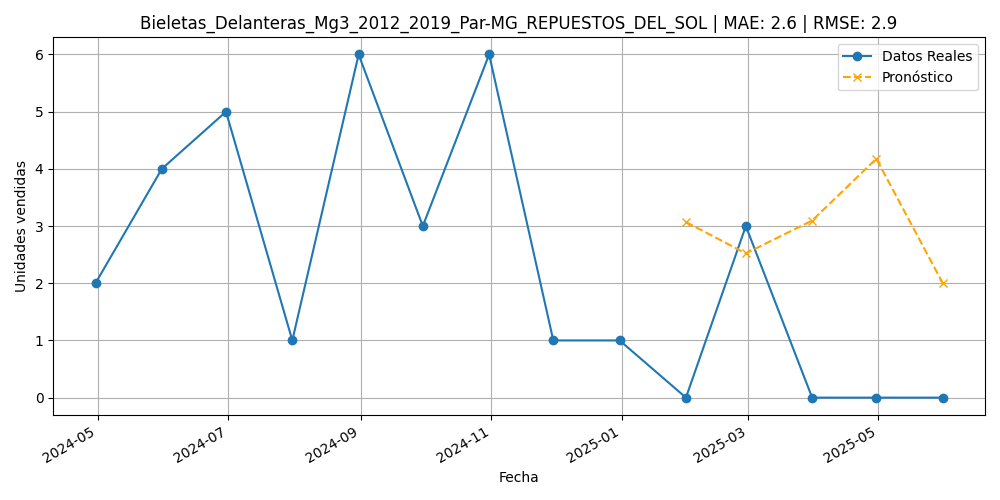 Bieletas_Delanteras_Mg3_2012_2019_Par-MG_REPUESTOS_DEL_SOL | MAE: 2.6 | RMSE: 2.9
Datos Reales
Pronóstico
Unidades vendidas
6
5
4
3
2
1
0
2024-05
2024-07
2024-09
2024-11
2025-01
2025-03
2025-05
Fecha